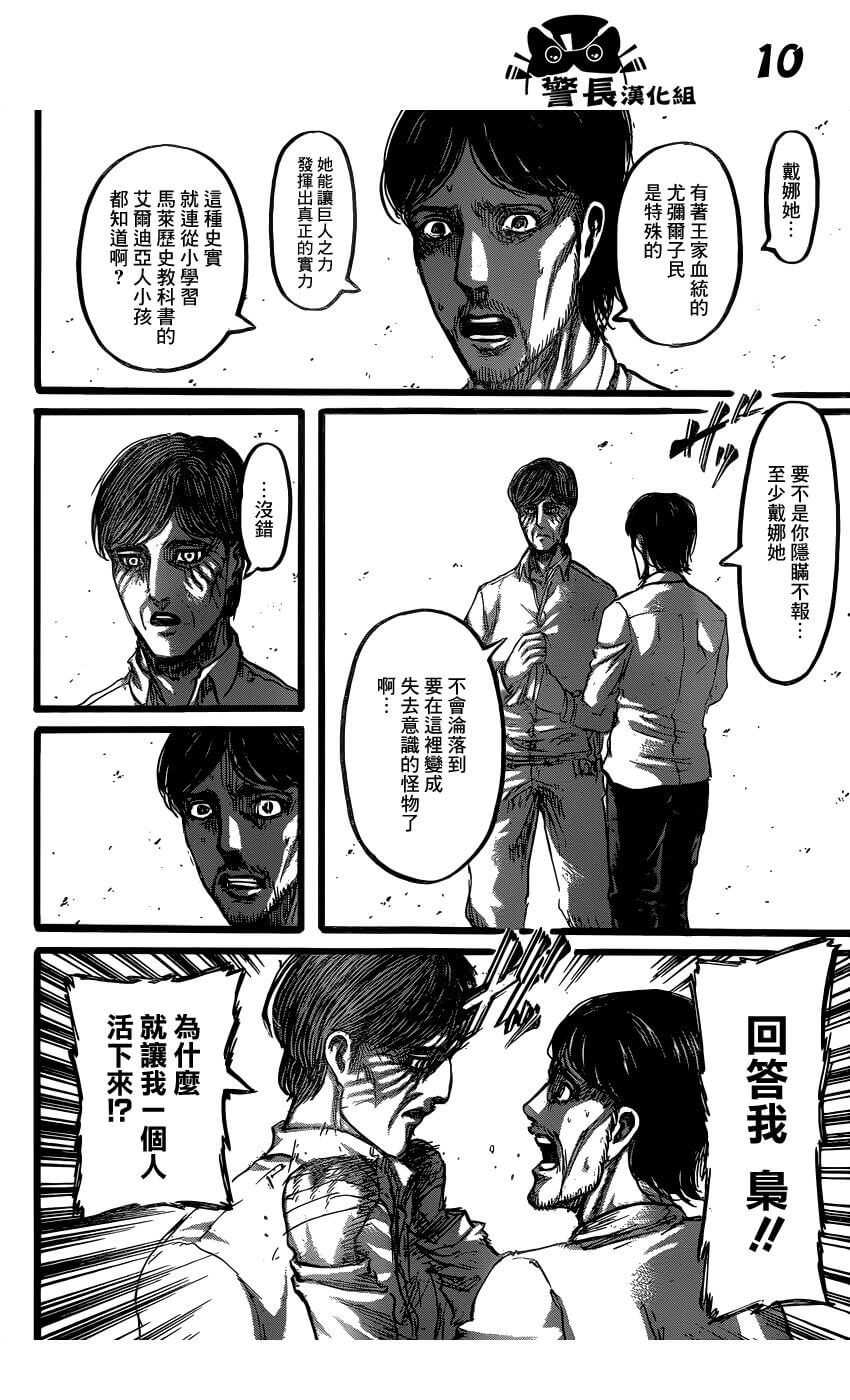 警長漢化組
10
戴娜她…
有著王家血統的
尤彌爾子民
是特殊的
她能讓巨人之力
發揮出真正的實力
這種史實
就連從小學習
馬萊歷史教科書的
艾爾迪亞人小孩
都知道啊？
要不是你隱瞞不報…
至少戴娜她
不會淪落到
要在這裡變成
失去意識的怪物了
啊…
…沒錯
回答我 梟!!
為什麼
就讓我一個人
活下來!?